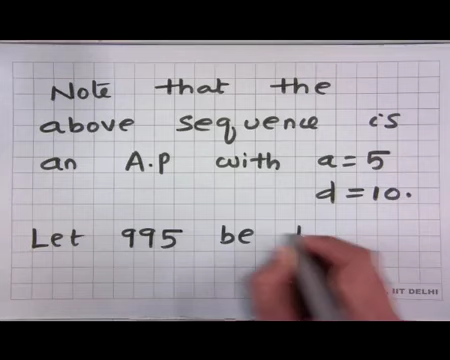 Note that the
above sequence is
an A.P with a = 5
d = 10.
Let 995 be
IIT DELHI